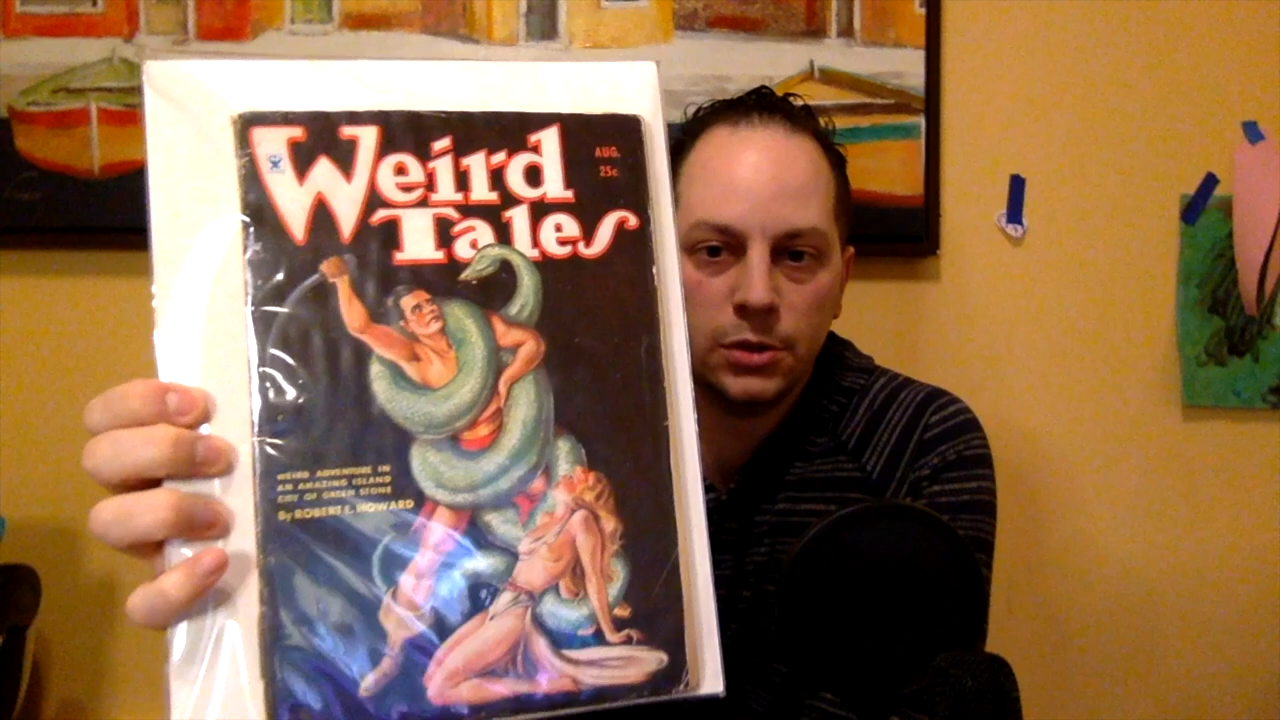 Weird
Tales
AUG.
25c
WEIRD ADVENTURE IN
AN AMAZING ISLAND
CITY OF GREEN STONE
By ROBERT E. HOWARD